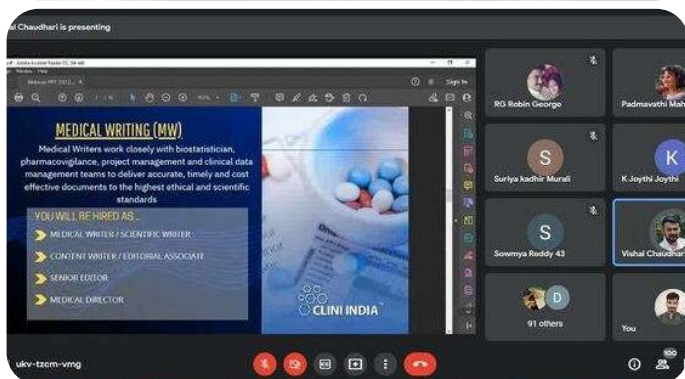 al Chaudhari is presenting
Sign In
MEDICAL WRITING (MW)
Medical Writers work closely with biostatistician,
pharmacovigilance, project management and clinical data
management teams to deliver accurate, timely and cost
effective documents to the highest ethical and scientific
standards
YOU WILL BE HIRED AS...
MEDICAL WRITER / SCIENTIFIC WRITER
CONTENT WRITER / EDITORIAL ASSOCIATE
SENIOR EDITOR
MEDICAL DIRECTOR
CLINI INDIA
RG Robin George
Padmavathi Mah
S
Suriya kadhir Murali
K
K Joythi Joythi
S
Sowmya Reddy 43
Vishal Chaudhar
D
91 others
You
ukv-tzcm-vmg
100